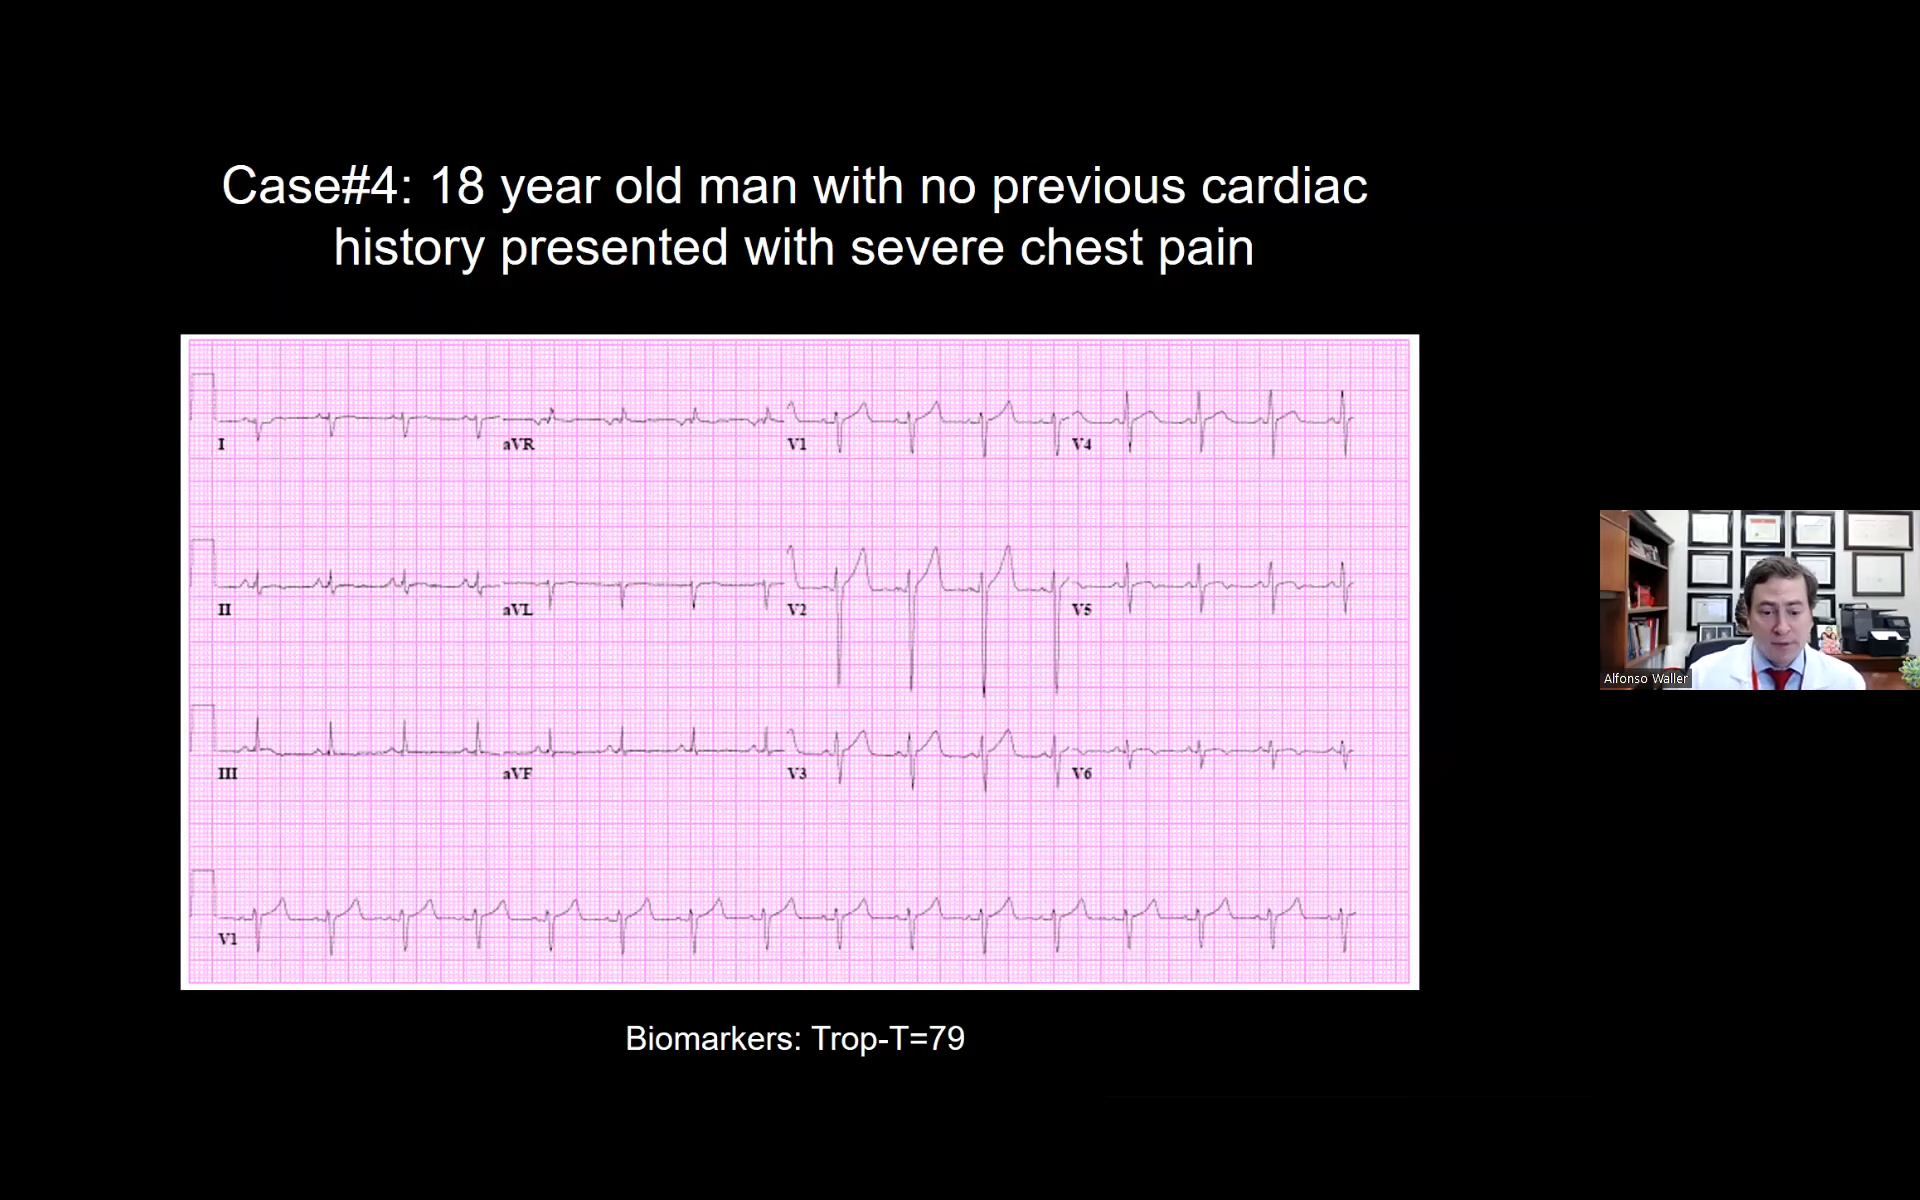 Case#4: 18 year old man with no previous cardiac
history presented with severe chest pain
I
aVR
V1
V4
II
aVL
V2
V5
III
aVF
V3
V6
V1
Alfonso Waller
Biomarkers: Trop-T=79